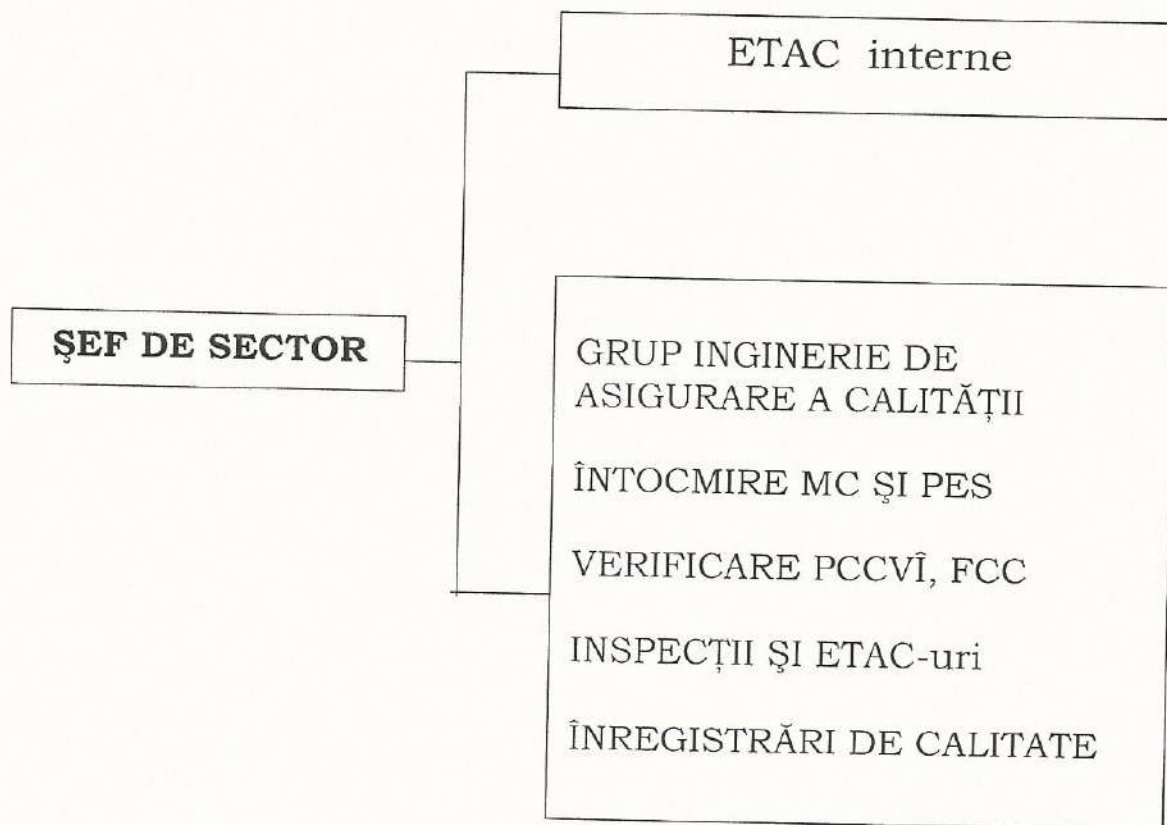 ETAC interne
ŞEF DE SECTOR
GRUP INGINERIE DE
ASIGURARE A CALITĂŢII
ÎNTOCMIRE MC ŞI PES
VERIFICARE PCCVÎ, FCC
INSPECŢII ŞI ETAC-uri
ÎNREGISTRĂRI DE CALITATE